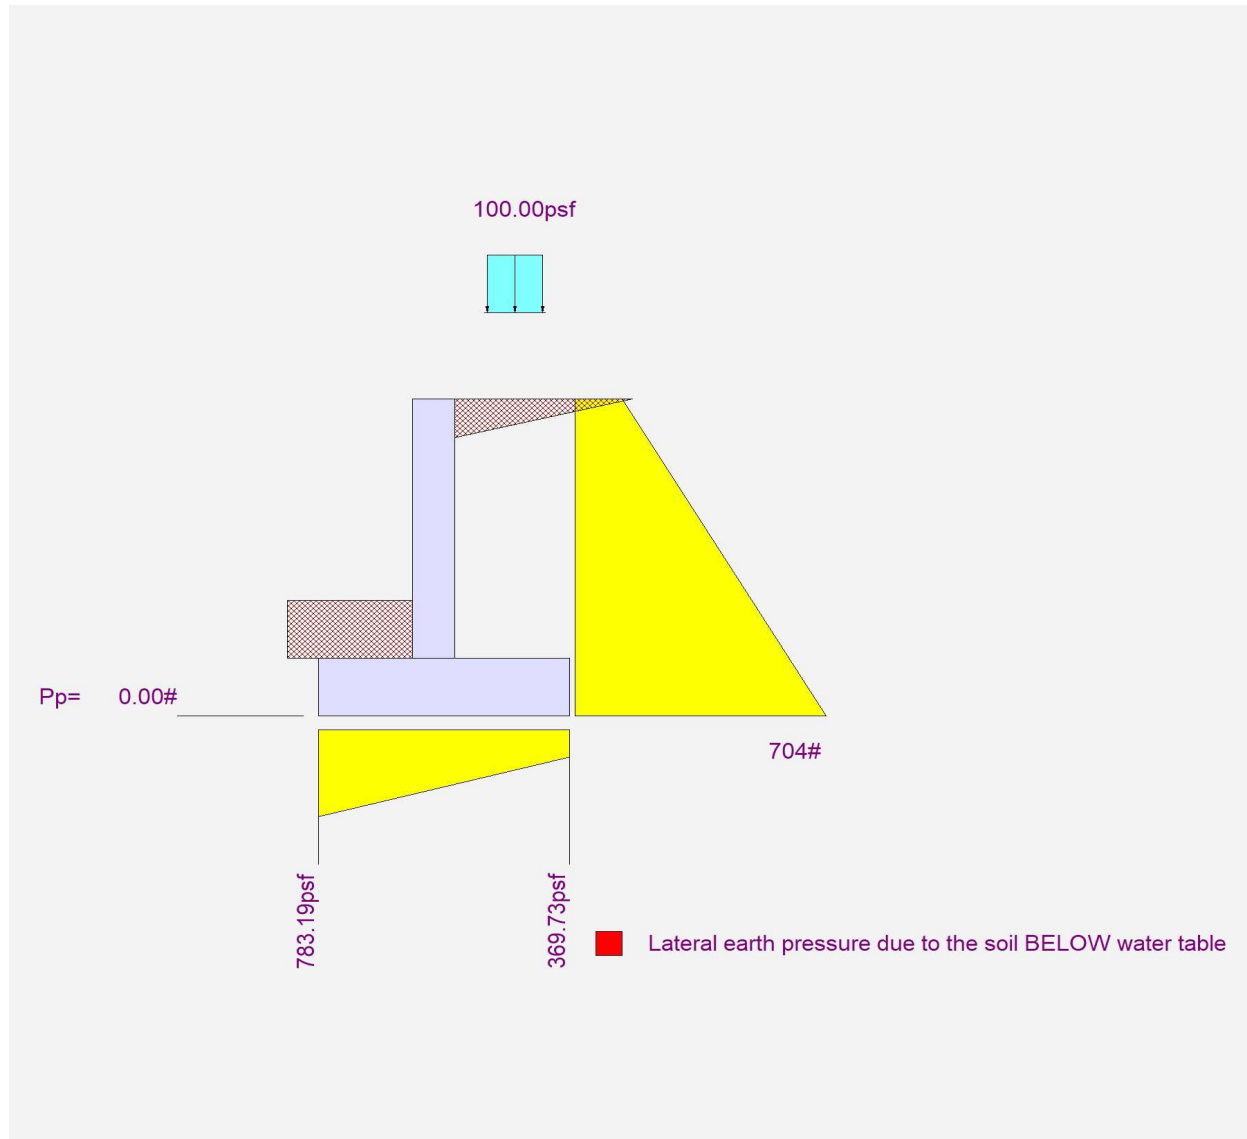 100.00psf
Pp= 0.00#
704#
783.19psf
369.73psf
Lateral earth pressure due to the soil BELOW water table